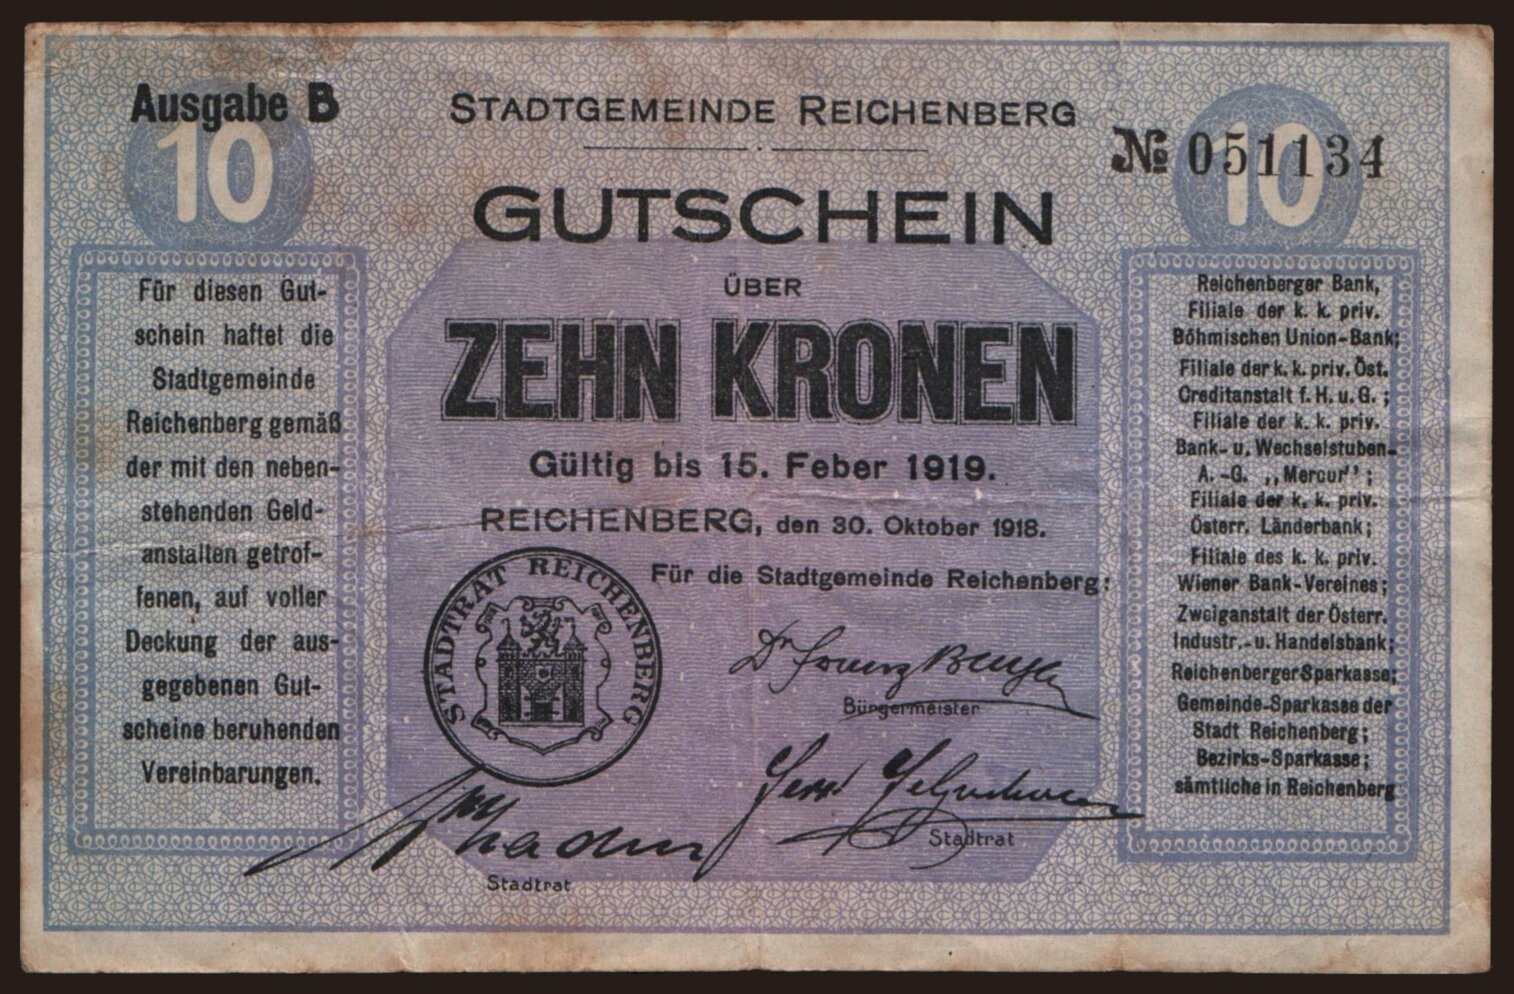 Ausgabe B
10
STADTGEMEINDE REICHENBERG
№ 051134
10
GUTSCHEIN
ÜBER
ZEHN KRONEN
Gültig bis 15. Feber 1919.
REICHENBERG, den 30. Oktober 1918.
Für die Stadtgemeinde Reichenberg:
Für diesen Gut-
schein haftet die
Stadtgemeinde
Reichenberg gemäß
der mit den neben-
stehenden Geld-
anstalten getrof-
fenen, auf voller
Deckung der aus-
gegebenen Gut-
scheine beruhenden
Vereinbarungen.
STADTRAT REICHENBERG
Bürgermeister
Stadtrat
Stadtrat
Reichenberger Bank,
Filiale der k. k. priv.
Böhmischen Union-Bank;
Filiale der k. k. priv. Öst.
Creditanstalt f. H. u. G.;
Filiale der k. k. priv.
Bank- u. Wechselstuben-
A.-G. „Mercur";
Filiale der k. k. priv.
Österr. Länderbank;
Filiale des k. k. priv.
Wiener Bank-Vereines;
Zweiganstalt der Österr.
Industr.- u. Handelsbank;
Reichenberger Sparkasse;
Gemeinde-Sparkasse der
Stadt Reichenberg;
Bezirks-Sparkasse;
sämtliche in Reichenberg